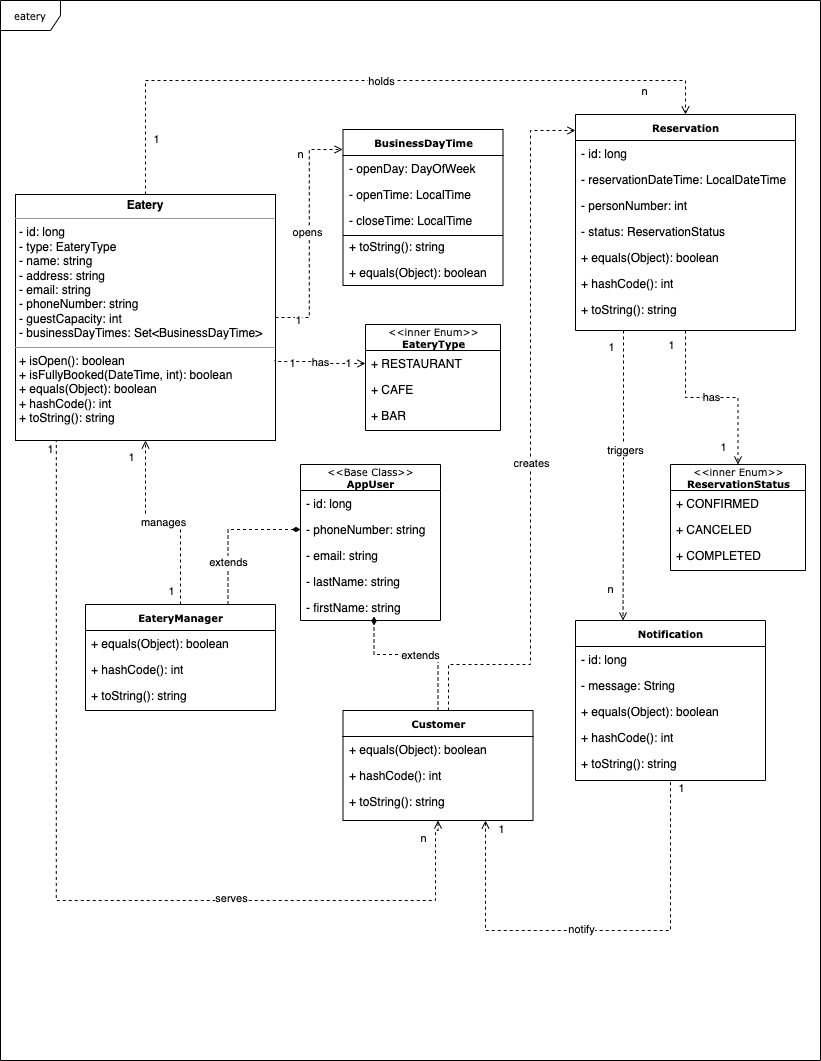 eatery
holds
n
1
Reservation
- id: long
- reservationDateTime: LocalDateTime
- personNumber: int
- status: ReservationStatus
+ equals(Object): boolean
+ hashCode(): int
+ toString(): string
BusinessDayTime
- openDay: DayOfWeek
- openTime: LocalTime
- closeTime: LocalTime
+ toString(): string
+ equals(Object): boolean
n
opens
1
Eatery
- id: long
- type: EateryType
- name: string
- address: string
- email: string
- phoneNumber: string
- guestCapacity: int
- businessDayTimes: Set<BusinessDayTime>
+ isOpen(): boolean
+ isFullyBooked(DateTime, int): boolean
+ equals(Object): boolean
+ hashCode(): int
+ toString(): string
1
has
1
<<inner Enum>>
EateryType
+ RESTAURANT
+ CAFE
+ BAR
1
1
triggers
n
has
1
creates
<<inner Enum>>
ReservationStatus
+ CONFIRMED
+ CANCELED
+ COMPLETED
1
1
manages
1
extends
<<Base Class>>
AppUser
- id: long
- phoneNumber: string
- email: string
- lastName: string
- firstName: string
EateryManager
+ equals(Object): boolean
+ hashCode(): int
+ toString(): string
extends
Notification
- id: long
- message: String
+ equals(Object): boolean
+ hashCode(): int
+ toString(): string
Customer
+ equals(Object): boolean
+ hashCode(): int
+ toString(): string
1
n
1
serves
notify